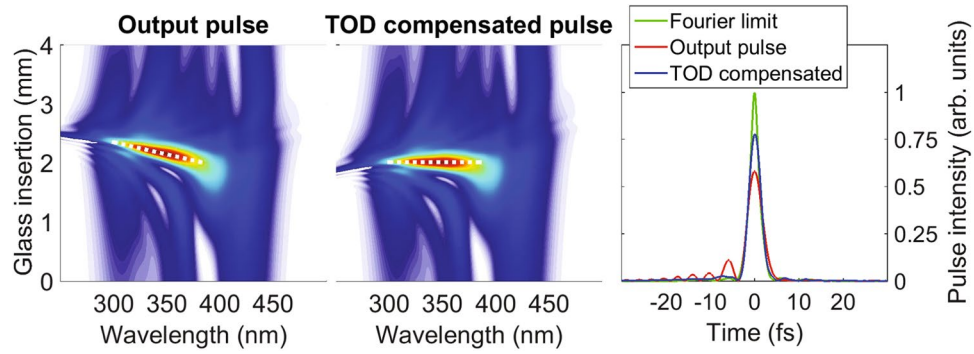 Output pulse
TOD compensated pulse
Fourier limit
Output pulse
TOD compensated
Glass insertion (mm)
4
3
2
1
0
300 350 400 450
Wavelength (nm)
300 350 400 450
Wavelength (nm)
1
0.75
0.5
0.25
0
Pulse intensity (arb. units)
-20 -10 0 10 20
Time (fs)